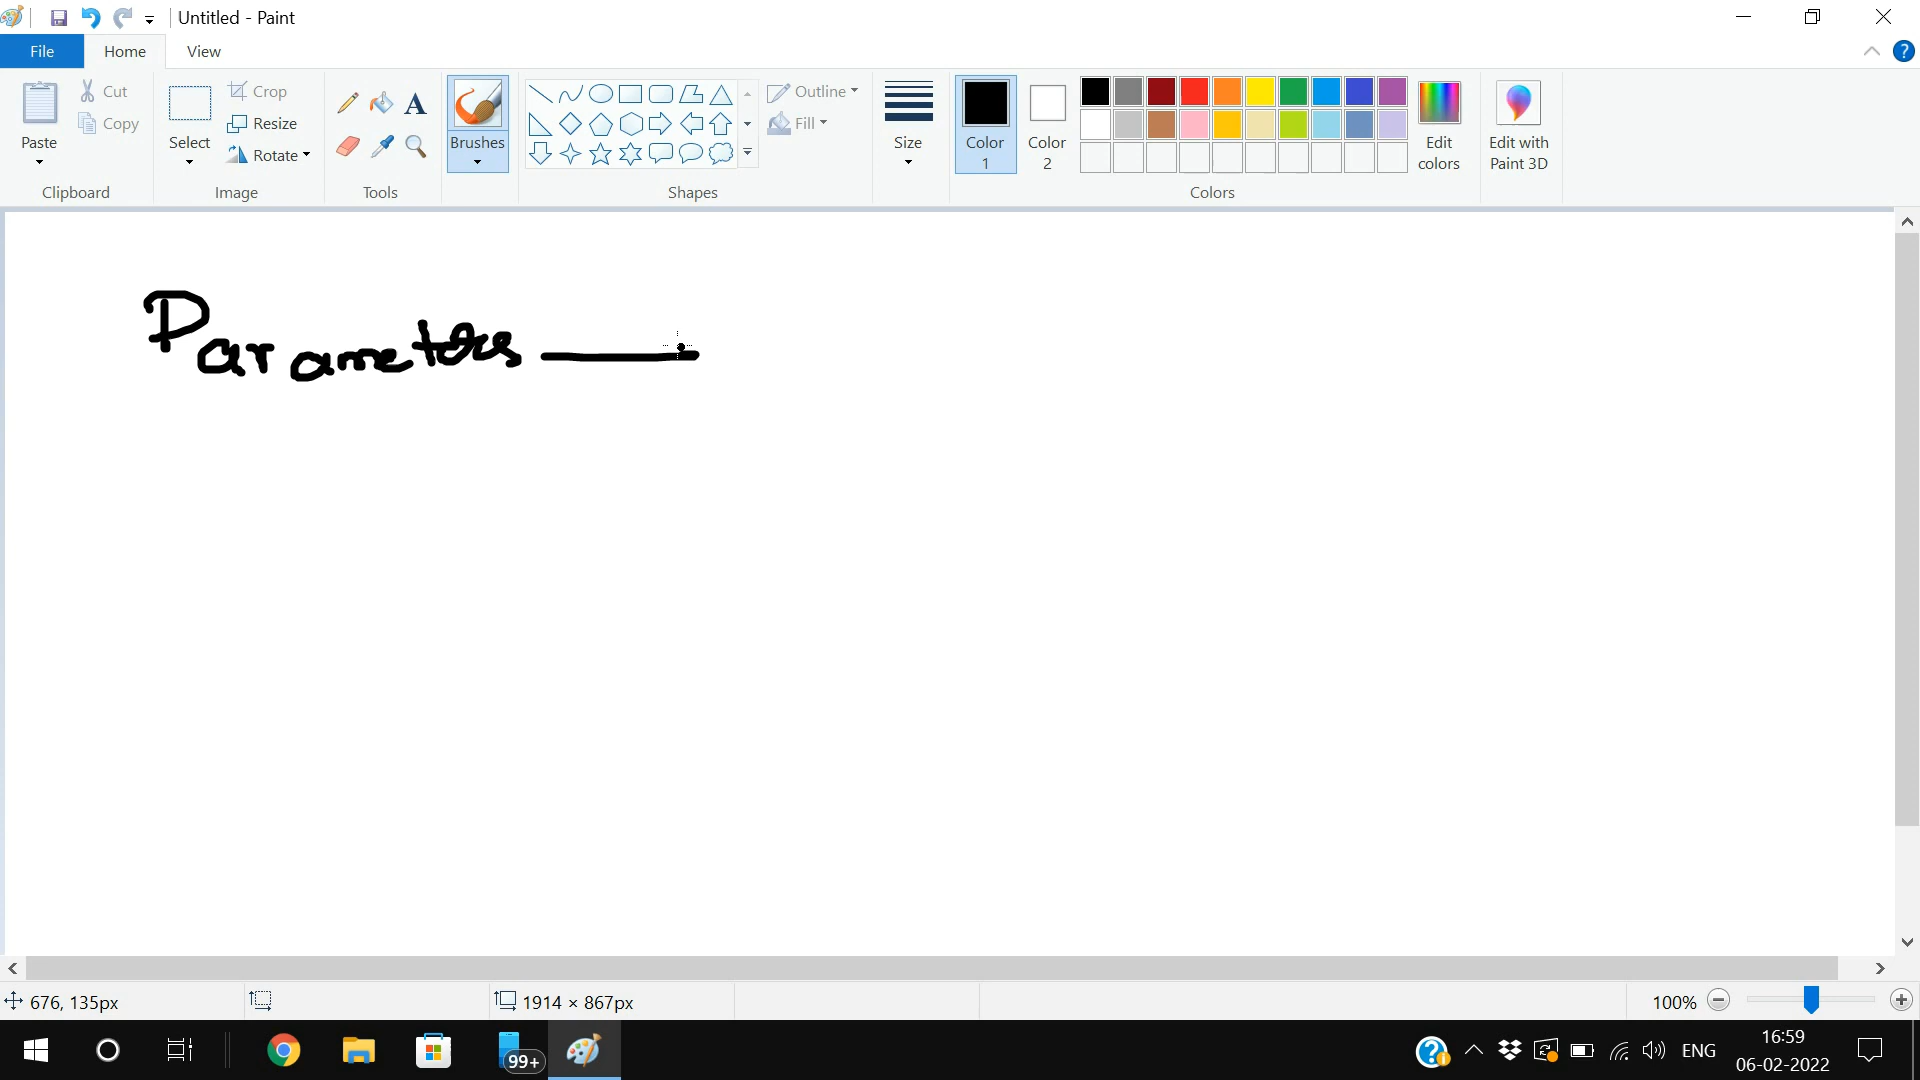 Untitled - Paint
File Home View
Paste Cut Copy Select Crop Resize Rotate Brushes Outline Fill Size Color 1 Color 2 Edit colors Edit with Paint 3D
Clipboard Image Tools Shapes Colors
Parameters
676, 135px 1914 × 867px 100%
99+ ENG 16:59
06-02-2022